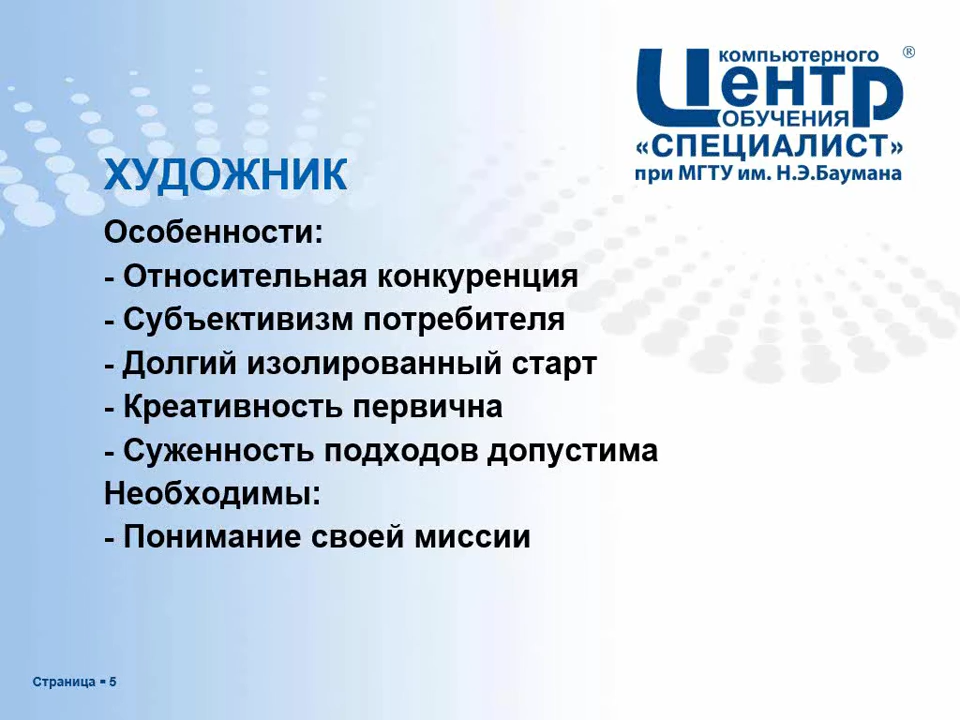 компьютерного ®
Центр
ОБУЧЕНИЯ
«СПЕЦИАЛИСТ»
при МГТУ им. Н.Э.Баумана
ХУДОЖНИК
Особенности:
- Относительная конкуренция
- Субъективизм потребителя
- Долгий изолированный старт
- Креативность первична
- Суженность подходов допустима
Необходимы:
- Понимание своей миссии
Страница ▪ 5